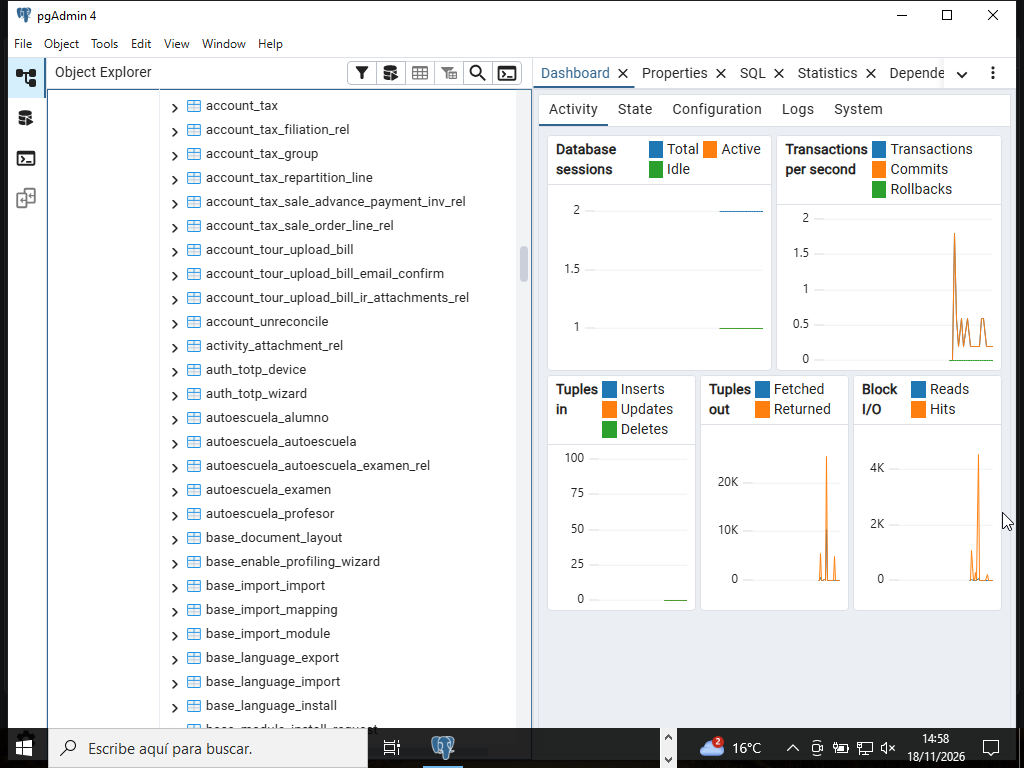 pgAdmin 4
File Object Tools Edit View Window Help
Object Explorer
account_tax
account_tax_filiation_rel
account_tax_group
account_tax_repartition_line
account_tax_sale_advance_payment_inv_rel
account_tax_sale_order_line_rel
account_tour_upload_bill
account_tour_upload_bill_email_confirm
account_tour_upload_bill_ir_attachments_rel
account_unreconcile
activity_attachment_rel
auth_totp_device
auth_totp_wizard
autoescuela_alumno
autoescuela_autoescuela
autoescuela_autoescuela_examen_rel
autoescuela_examen
autoescuela_profesor
base_document_layout
base_enable_profiling_wizard
base_import_import
base_import_mapping
base_import_module
base_language_export
base_language_import
base_language_install
base_module_install_request
Dashboard Properties SQL Statistics Depende
Activity State Configuration Logs System
Database sessions
Total Active
Idle
2
1.5
1
Transactions per second
Transactions
Commits
Rollbacks
2
1.5
1
0.5
0
Tuples in
Inserts
Updates
Deletes
100
75
50
25
0
Tuples out
Fetched
Returned
20K
10K
0
Block I/O
Reads
Hits
4K
2K
0
Escribe aquí para buscar.
2
16°C
14:58
18/11/2026